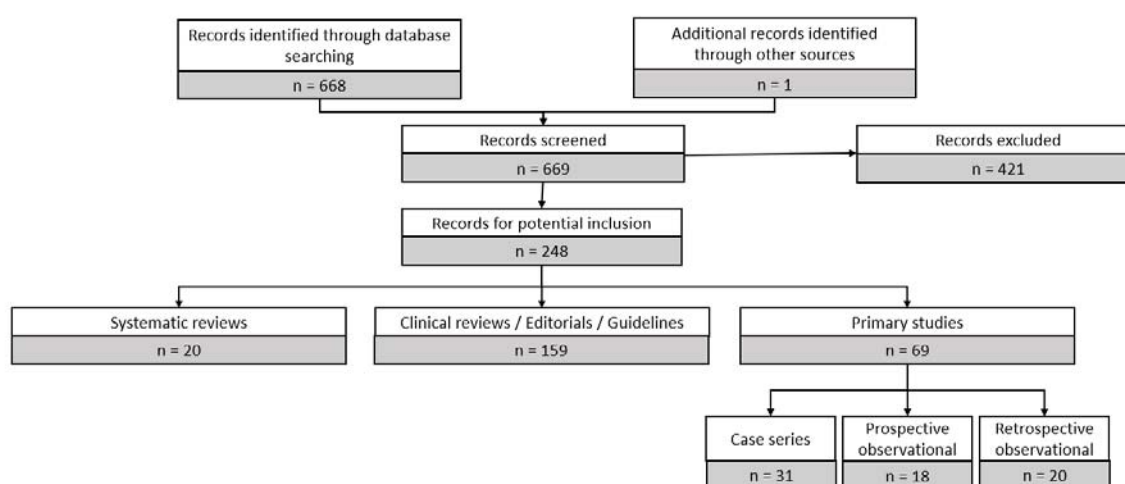 Records identified through database
searching
n = 668
Additional records identified
through other sources
n = 1
Records screened
n = 669
Records excluded
n = 421
Records for potential inclusion
n = 248
Systematic reviews
n = 20
Clinical reviews / Editorials / Guidelines
n = 159
Primary studies
n = 69
Case series
n = 31
Prospective
observational
n = 18
Retrospective
observational
n = 20